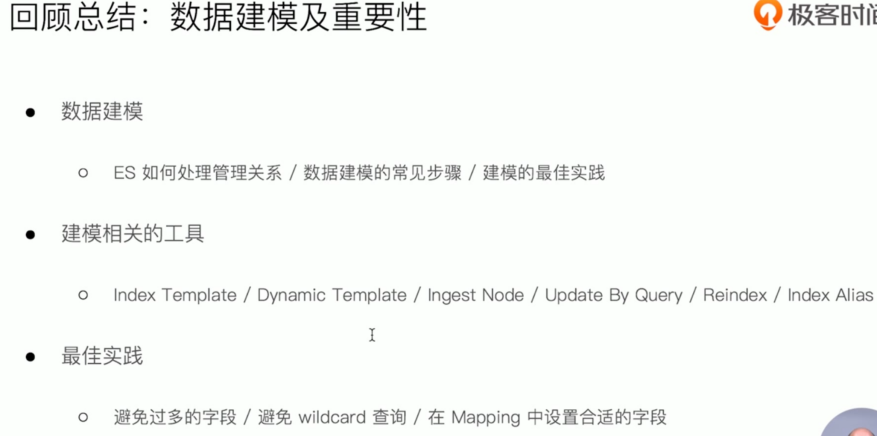 回顾总结：数据建模及重要性
极客时间
数据建模
ES 如何处理管理关系 / 数据建模的常见步骤 / 建模的最佳实践
建模相关的工具
Index Template / Dynamic Template / Ingest Node / Update By Query / Reindex / Index Alias
最佳实践
避免过多的字段 / 避免 wildcard 查询 / 在 Mapping 中设置合适的字段